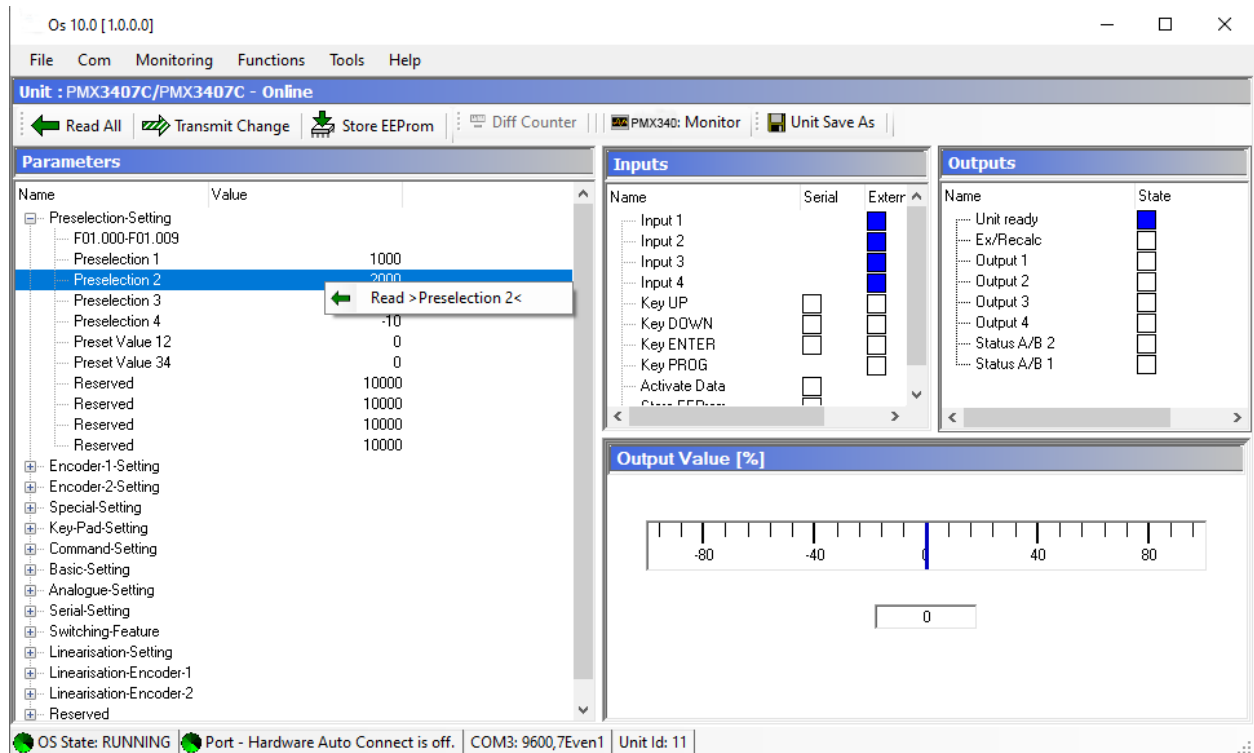 Os 10.0 [1.0.0.0]
File Com Monitoring Functions Tools Help
Unit : PMX3407C/PMX3407C - Online
Read All Transmit Change Store EEProm Diff Counter PMX340: Monitor Unit Save As
Parameters
Name Value
Preselection-Setting
F01.000-F01.009
Preselection 1 1000
Preselection 2 2000
Read >Preselection 2<
Preselection 3
Preselection 4 -10
Preset Value 12 0
Preset Value 34 0
Reserved 10000
Reserved 10000
Reserved 10000
Reserved 10000
Encoder-1-Setting
Encoder-2-Setting
Special-Setting
Key-Pad-Setting
Command-Setting
Basic-Setting
Analogue-Setting
Serial-Setting
Switching-Feature
Linearisation-Setting
Linearisation-Encoder-1
Linearisation-Encoder-2
Reserved
Inputs
Name Serial Extern
Input 1
Input 2
Input 3
Input 4
Key UP
Key DOWN
Key ENTER
Key PROG
Activate Data
Store EEProm
Outputs
Name State
Unit ready
Ex/Recalc
Output 1
Output 2
Output 3
Output 4
Status A/B 2
Status A/B 1
Output Value [%]
-80 -40 0 40 80
0
OS State: RUNNING Port - Hardware Auto Connect is off. COM3: 9600,7Even1 Unit Id: 11